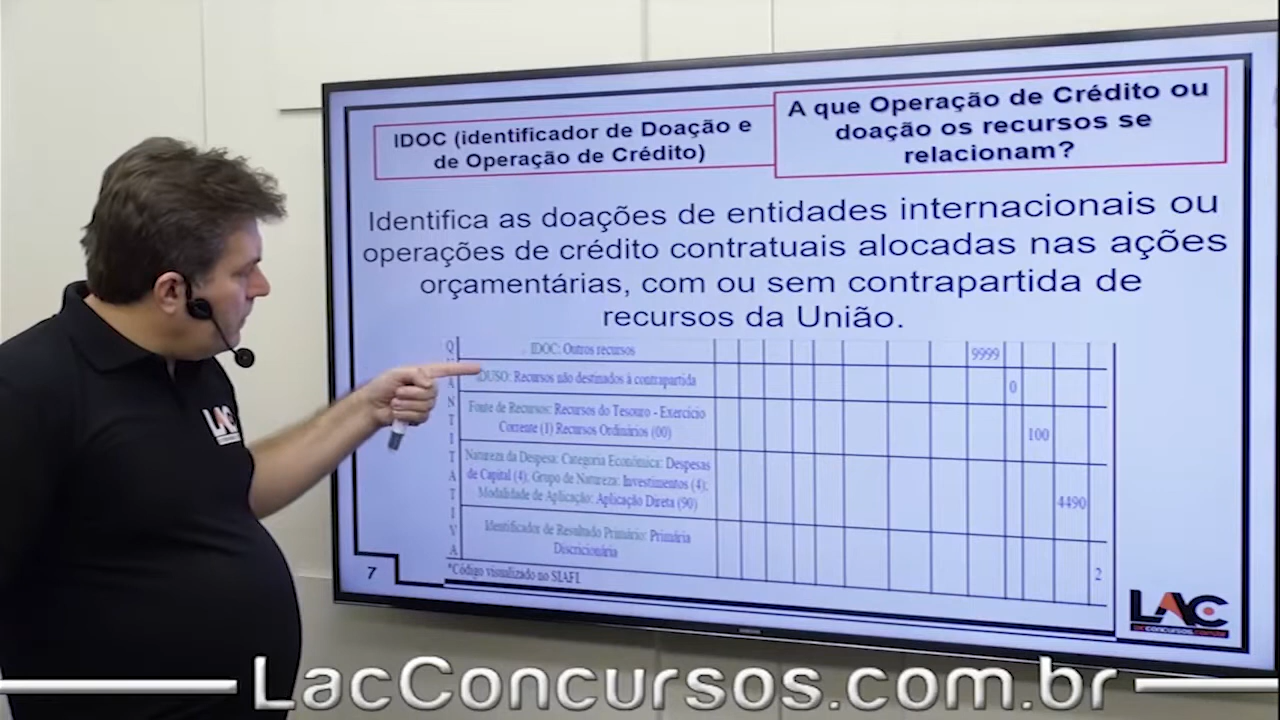 IDOC (identificador de Doação e
de Operação de Crédito)
A que Operação de Crédito ou
doação os recursos se
relacionam?
Identifica as doações de entidades internacionais ou
operações de crédito contratuais alocadas nas ações
orçamentárias, com ou sem contrapartida de
recursos da União.
IDOC: Outros recursos 9999
IDUSO: Recursos não destinados à contrapartida 0
Fonte de Recursos: Recursos do Tesouro - Exercício
Corrente (1) Recursos Ordinários (00) 100
Natureza da Despesa: Categoria Econômica: Despesas
de Capital (4); Grupo de Natureza: Investimentos (4);
Modalidade de Aplicação: Aplicação Direta (90) 4490
Identificador de Resultado Primário: Primária
Discricionária 2
*Código visualizado no SIAFI.
7
LAC
LACCONCURSOS.COM.BR
LAC
LacConcursos.com.br